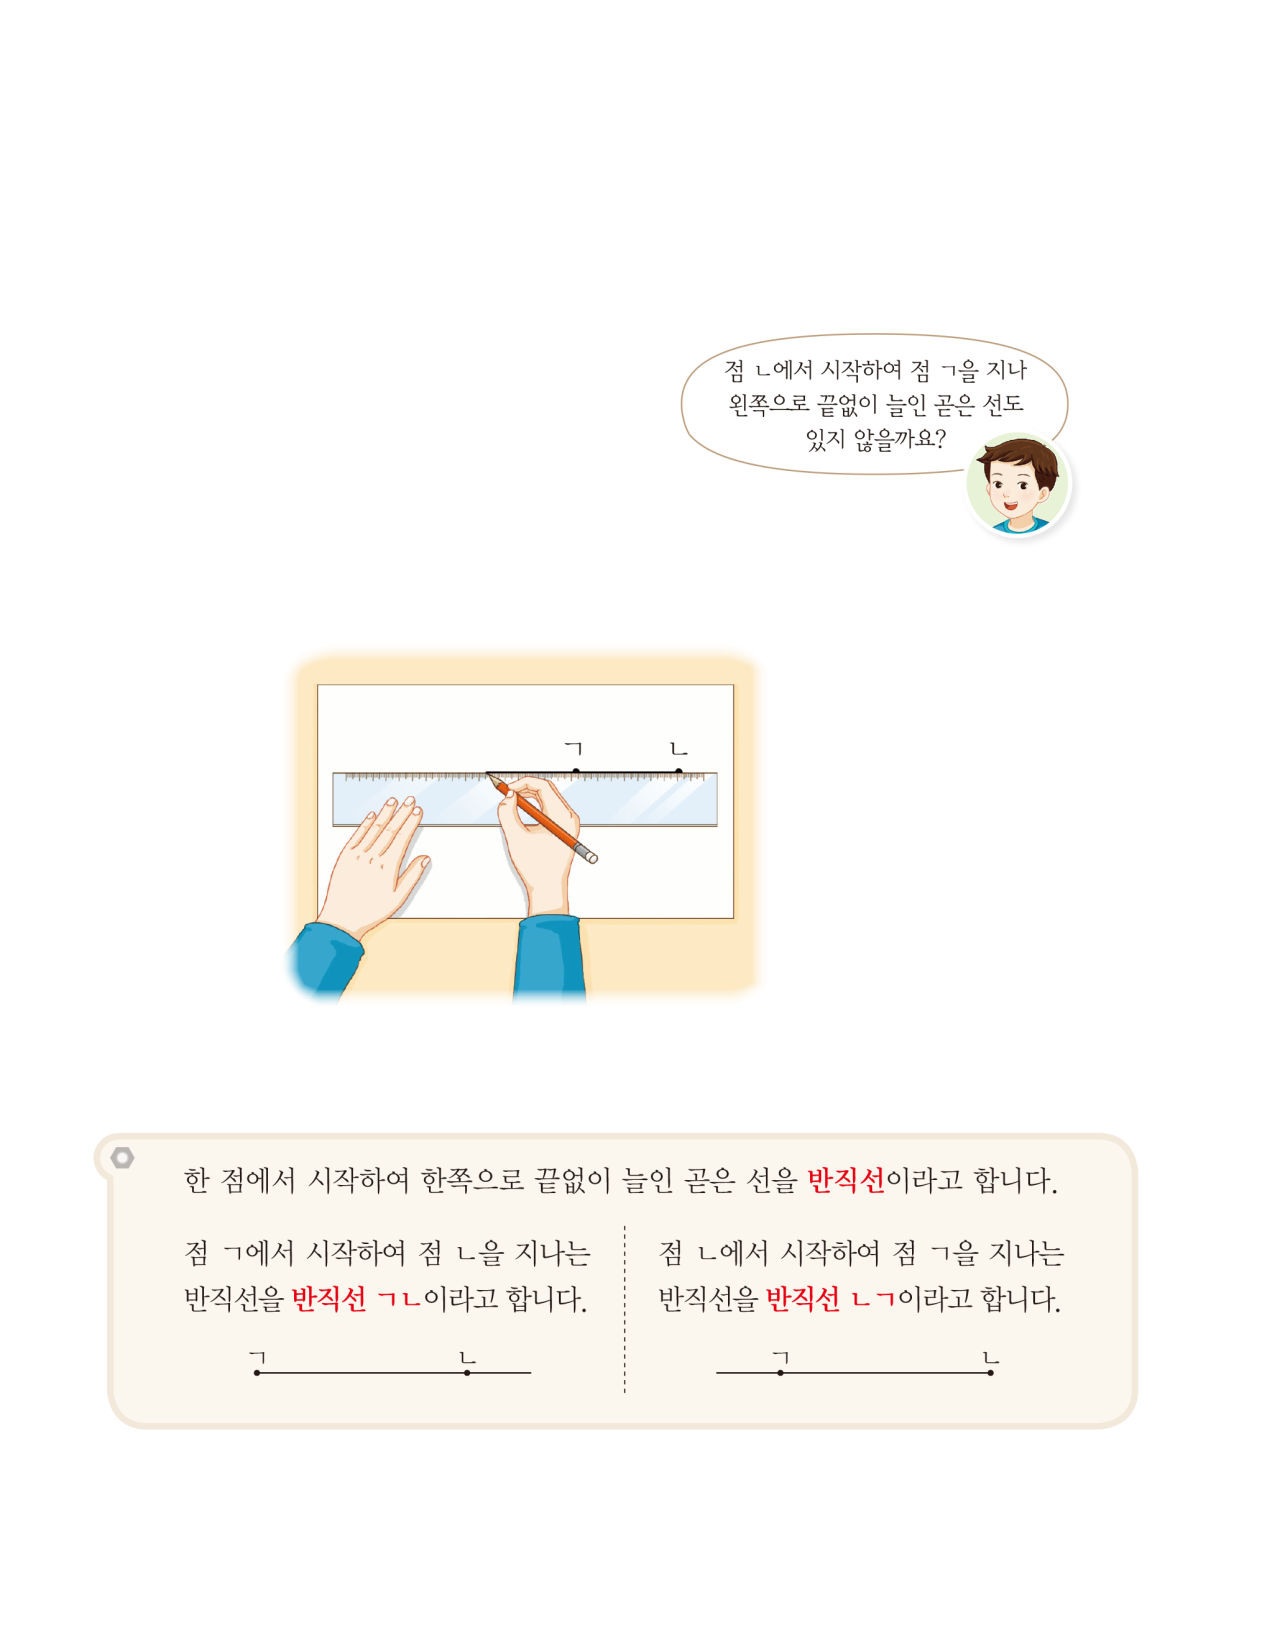 점 ㄴ에서 시작하여 점 ㄱ을 지나
왼쪽으로 끝없이 늘인 곧은 선도
있지 않을까요?
ㄱ ㄴ
한 점에서 시작하여 한쪽으로 끝없이 늘인 곧은 선을 반직선이라고 합니다.
점 ㄱ에서 시작하여 점 ㄴ을 지나는
반직선을 반직선 ㄱㄴ이라고 합니다.
ㄱ ㄴ
점 ㄴ에서 시작하여 점 ㄱ을 지나는
반직선을 반직선 ㄴㄱ이라고 합니다.
ㄱ ㄴ